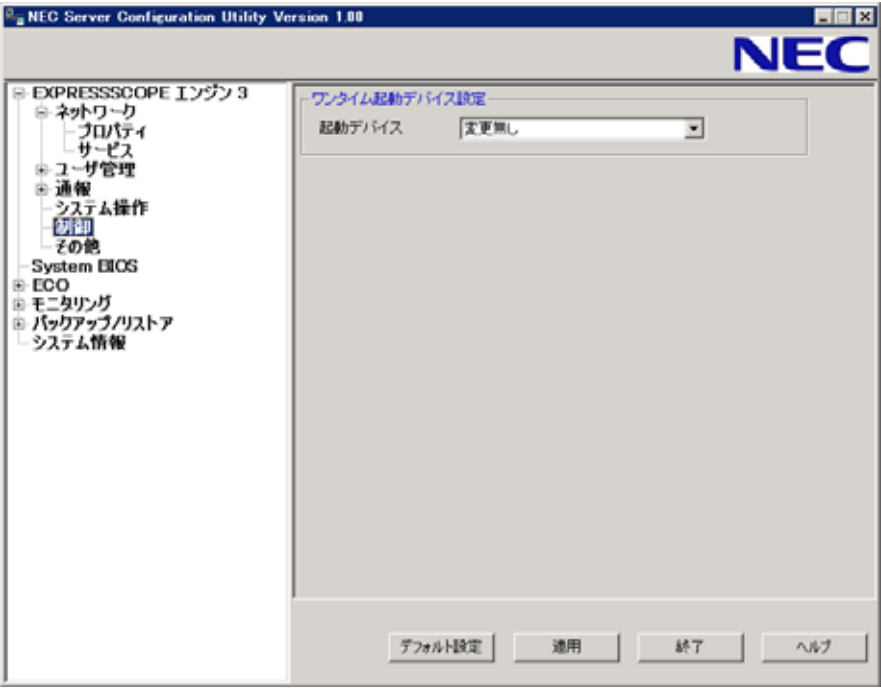 NEC Server Configuration Utility Version 1.00
NEC
EXPRESSSCOPE エンジン 3
ネットワーク
プロパティ
サービス
ユーザ管理
通報
システム操作
制御
その他
System BIOS
ECO
モニタリング
バックアップ/リストア
システム情報
ワンタイム起動デバイス設定
起動デバイス
変更無し
デフォルト設定
適用
終了
ヘルプ